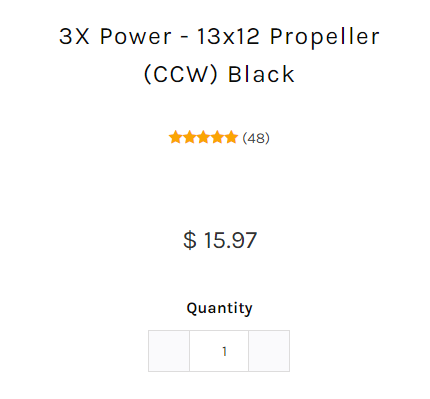 3X Power - 13x12 Propeller
(CCW) Black
(48)
$ 15.97
Quantity
1